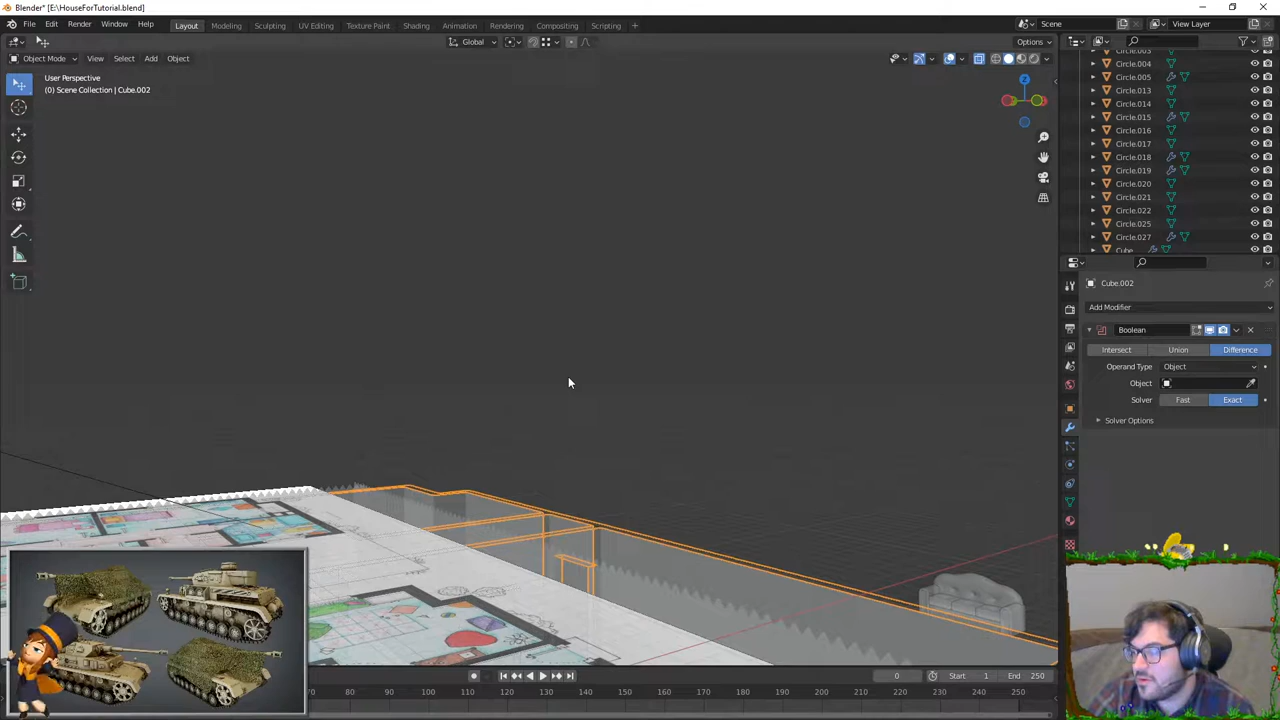 Blender* [E:\HouseForTutorial.blend]
File Edit Render Window Help Layout Modeling Sculpting UV Editing Texture Paint Shading Animation Rendering Compositing Scripting + Scene View Layer
Global Options
Object Mode View Select Add Object
User Perspective
(0) Scene Collection | Cube.002
Z
Circle.003
Circle.004
Circle.005
Circle.013
Circle.014
Circle.015
Circle.016
Circle.017
Circle.018
Circle.019
Circle.020
Circle.021
Circle.022
Circle.025
Circle.027
Cube
Cube.002
Add Modifier
Boolean
Intersect Union Difference
Operand Type Object
Object
Solver Fast Exact
Solver Options
0 Start 1 End 250
70 80 90 100 110 120 130 140 150 160 170 180 190 200 210 220 230 240 250